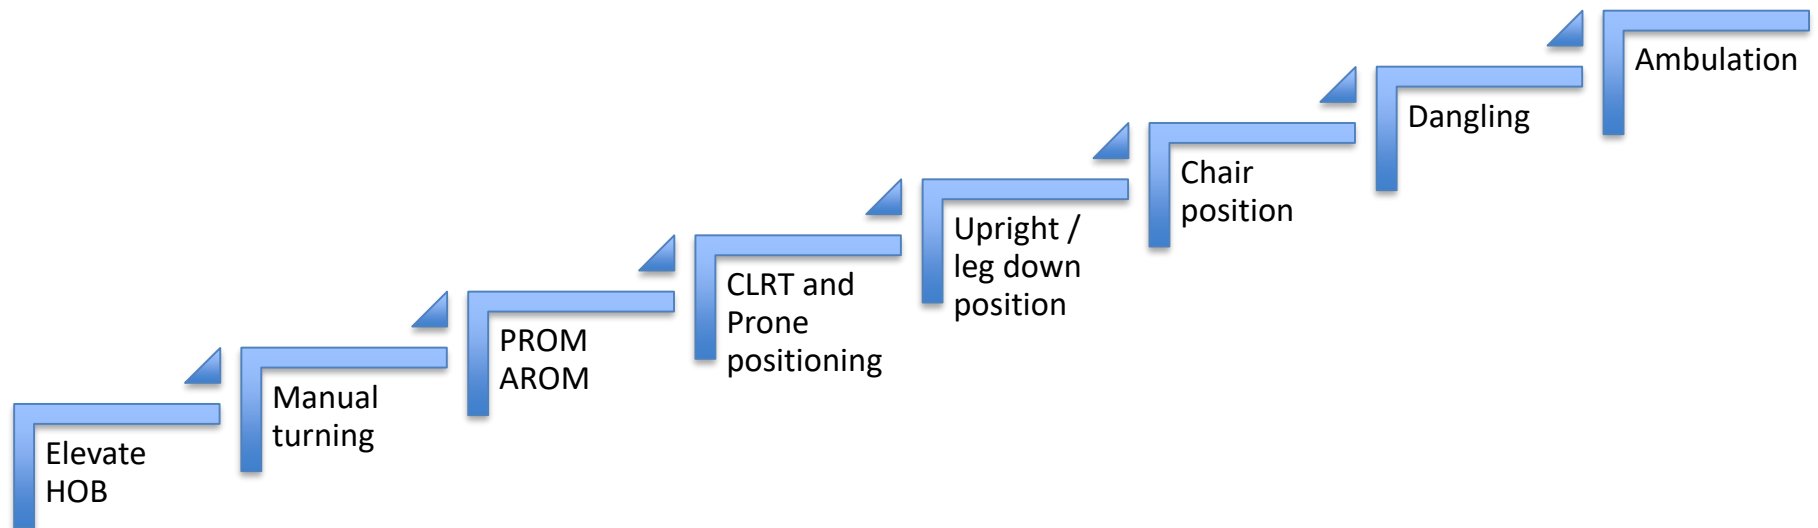 Elevate
HOB
Manual
turning
PROM
AROM
CLRT and
Prone
positioning
Upright /
leg down
position
Chair
position
Dangling
Ambulation